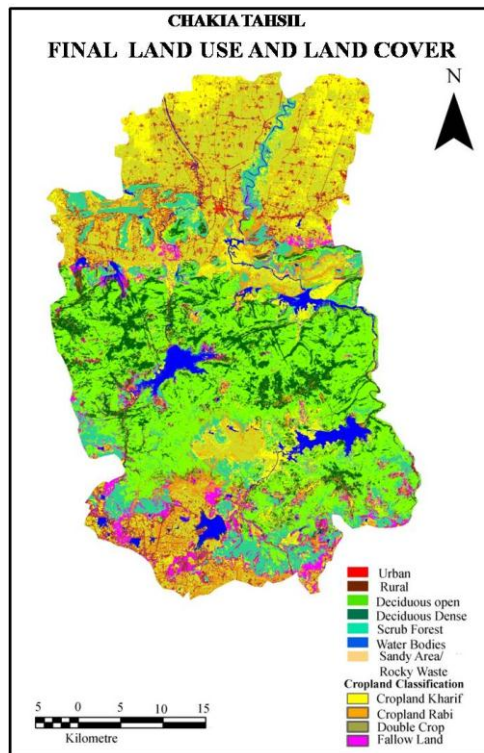 CHAKIA TAHSIL
FINAL LAND USE AND LAND COVER
N
Urban
Rural
Deciduous open
Deciduous Dense
Scrub Forest
Water Bodies
Sandy Area/
Rocky Waste
Cropland Classification
Cropland Kharif
Cropland Rabi
Double Crop
Fallow Land
5 0 5 10 15
Kilometre